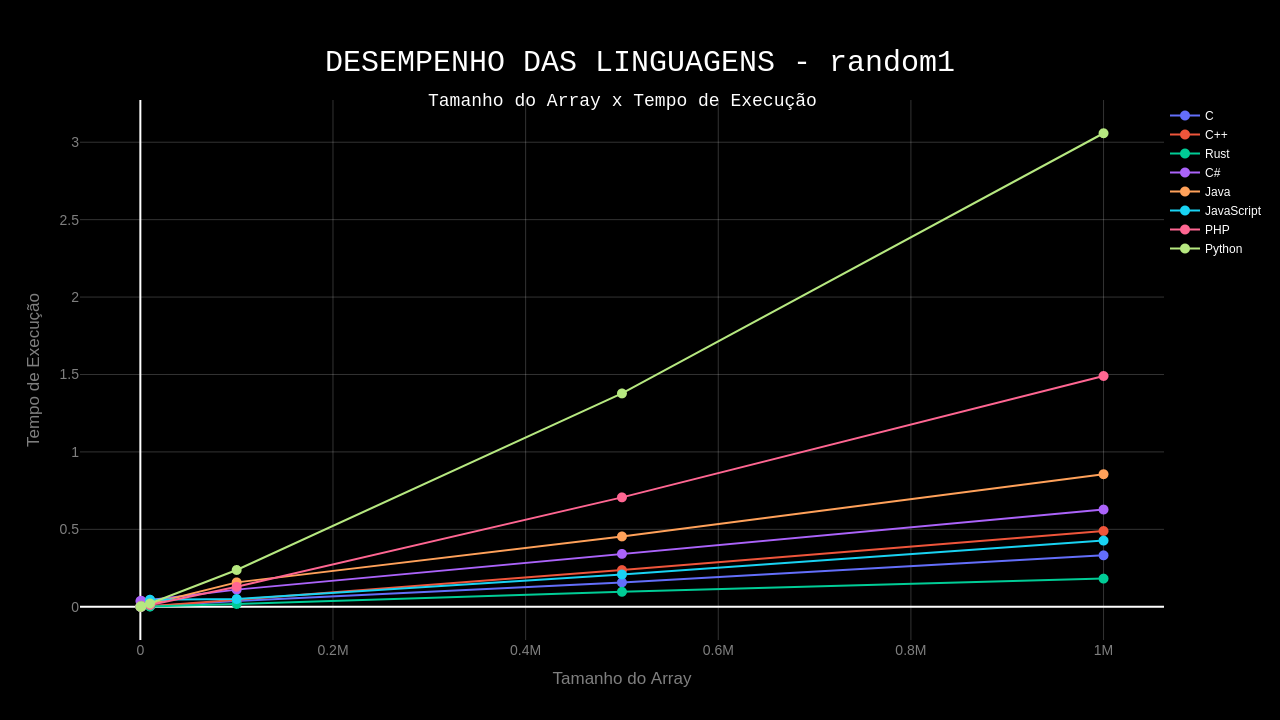 DESEMPENHO DAS LINGUAGENS - random1
Tamanho do Array x Tempo de Execução
C
C++
Rust
C#
Java
JavaScript
PHP
Python
3
2.5
2
1.5
1
0.5
0
Tempo de Execução
0
0.2M
0.4M
0.6M
0.8M
1M
Tamanho do Array